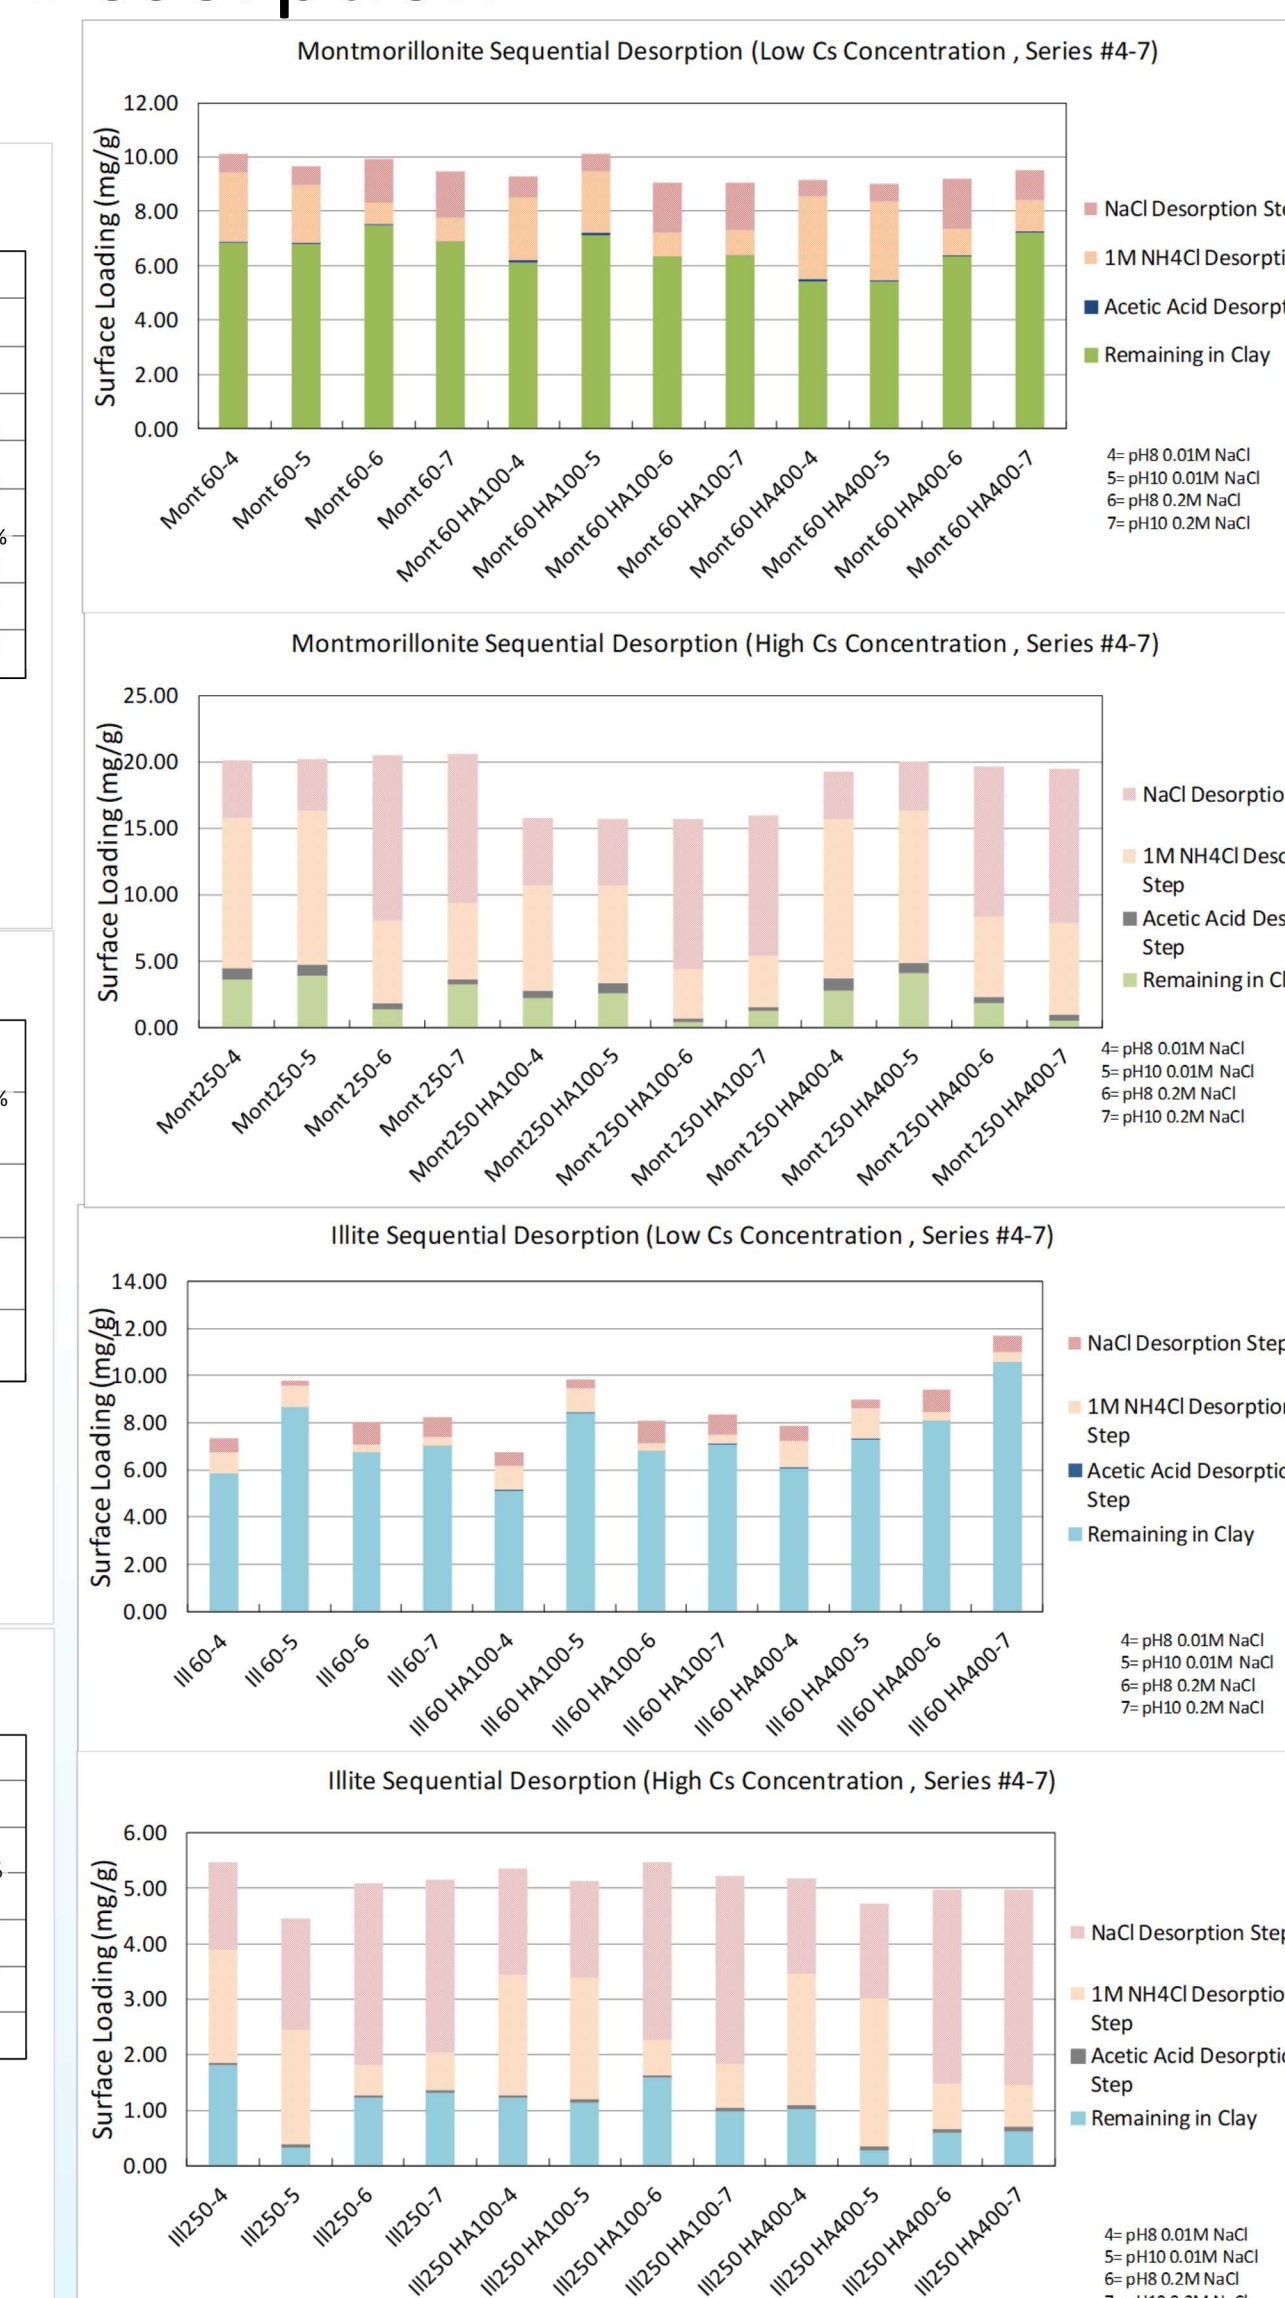 Montmorillonite Sequential Desorption (Low Cs Concentration , Series #4-7)
Surface Loading (mg/g)
12.00
10.00
8.00
6.00
4.00
2.00
0.00
NaCl Desorption
1M NH4Cl
Acetic Acid
Remaining in Clay
Mont 60-4
Mont 60-5
Mont 60-6
Mont 60-7
Mont 60 HA100-4
Mont 60 HA100-5
Mont 60 HA100-6
Mont 60 HA100-7
Mont 60 HA400-4
Mont 60 HA400-5
Mont 60 HA400-6
Mont 60 HA400-7
4= pH8 0.01M NaCl
5= pH10 0.01M NaCl
6= pH8 0.2M NaCl
7= pH10 0.2M NaCl
Montmorillonite Sequential Desorption (High Cs Concentration , Series #4-7)
Surface Loading (mg/g)
25.00
20.00
15.00
10.00
5.00
0.00
NaCl
1M NH4Cl
Step
Acetic Acid
Step
Remaining in
Mont250-4
Mont250-5
Mont 250-6
Mont 250-7
Mont250 HA100-4
Mont250 HA100-5
Mont 250 HA100-6
Mont 250 HA100-7
Mont 250 HA400-4
Mont 250 HA400-5
Mont 250 HA400-6
Mont 250 HA400-7
4= pH8 0.01M NaCl
5= pH10 0.01M NaCl
6= pH8 0.2M NaCl
7= pH10 0.2M NaCl
Illite Sequential Desorption (Low Cs Concentration , Series #4-7)
Surface Loading (mg/g)
14.00
12.00
10.00
8.00
6.00
4.00
2.00
0.00
NaCl Desorption Step
1M NH4Cl
Step
Acetic Acid
Step
Remaining in Clay
Ill 60-4
Ill 60-5
Ill 60-6
Ill 60-7
Ill 60 HA100-4
Ill 60 HA100-5
Ill 60 HA100-6
Ill 60 HA100-7
Ill 60 HA400-4
Ill 60 HA400-5
Ill 60 HA400-6
Ill 60 HA400-7
4= pH8 0.01M NaCl
5= pH10 0.01M NaCl
6= pH8 0.2M NaCl
7= pH10 0.2M NaCl
Illite Sequential Desorption (High Cs Concentration , Series #4-7)
Surface Loading (mg/g)
6.00
5.00
4.00
3.00
2.00
1.00
0.00
NaCl Desorption Step
1M NH4Cl
Step
Acetic Acid
Step
Remaining in Clay
Ill250-4
Ill250-5
Ill250-6
Ill250-7
Ill250 HA100-4
Ill250 HA100-5
Ill250 HA100-6
Ill250 HA100-7
Ill250 HA400-4
Ill250 HA400-5
Ill250 HA400-6
Ill250 HA400-7
4= pH8 0.01M NaCl
5= pH10 0.01M NaCl
6= pH8 0.2M NaCl